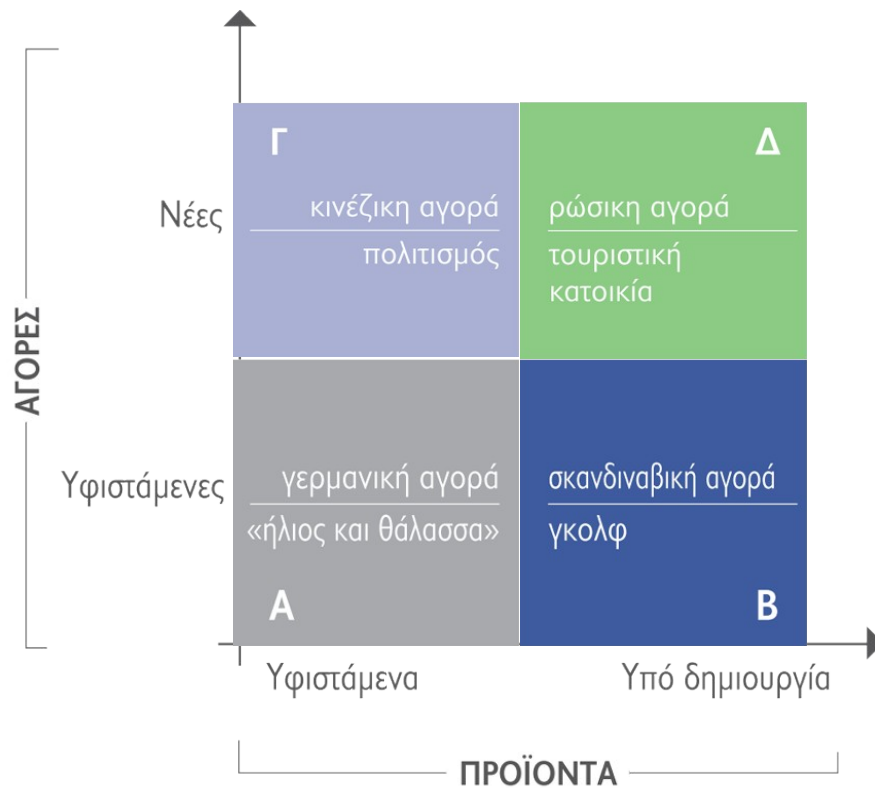 Γ
Δ
Νέες
κινέζικη αγορά
πολιτισμός
ρώσικη αγορά
τουριστική
κατοικία
ΑΓΟΡΕΣ
Υφιστάμενες
γερμανική αγορά
«ήλιος και θάλασσα»
σκανδιναβική αγορά
γκολφ
Α
Β
Υφιστάμενα
Υπό δημιουργία
ΠΡΟΪΟΝΤΑ